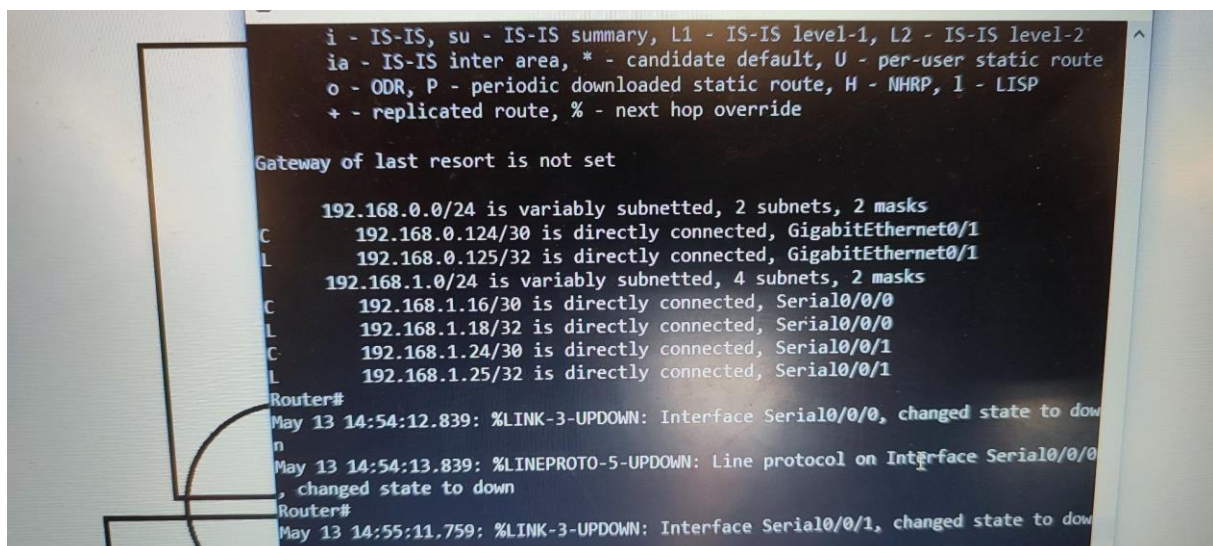 i - IS-IS, su - IS-IS summary, L1 - IS-IS level-1, L2 - IS-IS level-2
ia - IS-IS inter area, * - candidate default, U - per-user static route
o - ODR, P - periodic downloaded static route, H - NHRP, l - LISP
+ - replicated route, % - next hop override
Gateway of last resort is not set
192.168.0.0/24 is variably subnetted, 2 subnets, 2 masks
C 192.168.0.124/30 is directly connected, GigabitEthernet0/1
L 192.168.0.125/32 is directly connected, GigabitEthernet0/1
192.168.1.0/24 is variably subnetted, 4 subnets, 2 masks
C 192.168.1.16/30 is directly connected, Serial0/0/0
L 192.168.1.18/32 is directly connected, Serial0/0/0
C 192.168.1.24/30 is directly connected, Serial0/0/1
L 192.168.1.25/32 is directly connected, Serial0/0/1
Router#
May 13 14:54:12.839: %LINK-3-UPDOWN: Interface Serial0/0/0, changed state to dow
n
May 13 14:54:13.839: %LINEPROTO-5-UPDOWN: Line protocol on Interface Serial0/0/0
, changed state to down
Router#
May 13 14:55:11.759: %LINK-3-UPDOWN: Interface Serial0/0/1, changed state to dow